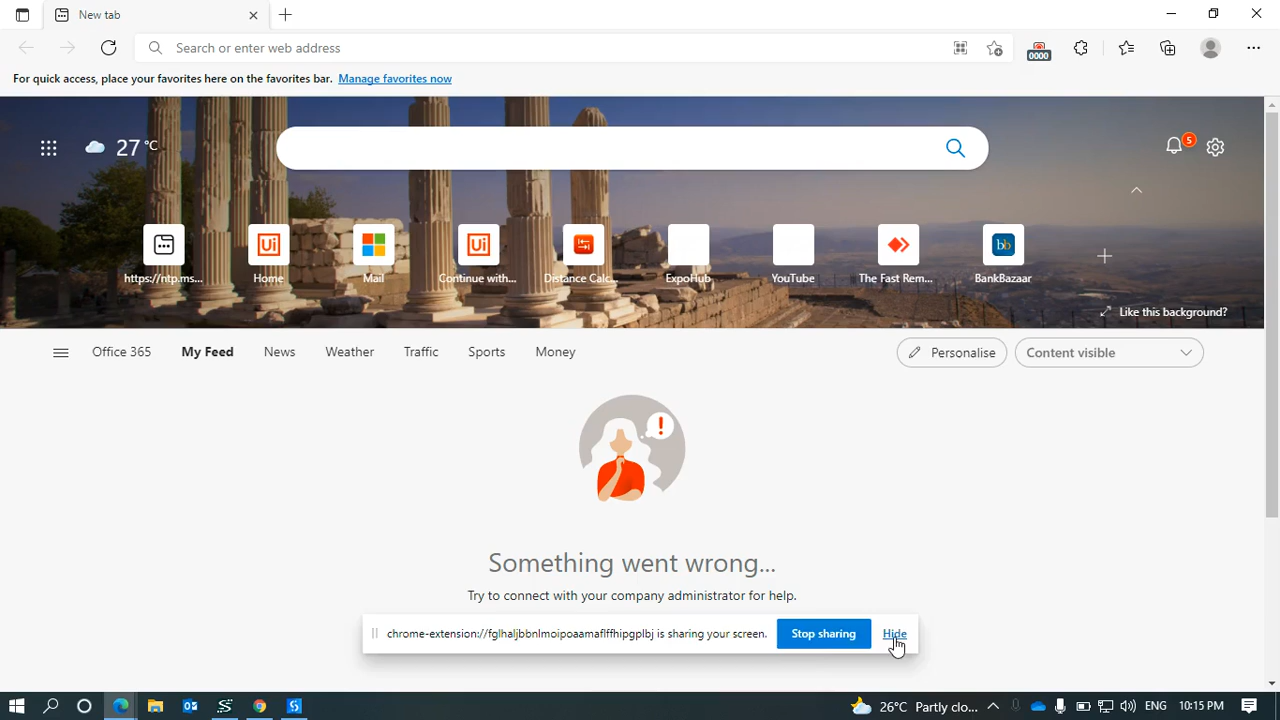 New tab
Search or enter web address
0000
For quick access, place your favorites here on the favorites bar. Manage favorites now
27 °C
5
https://ntp.ms...
Home
Mail
Continue with...
Distance Calc...
ExpoHub
YouTube
The Fast Rem...
BankBazaar
Like this background?
Office 365
My Feed
News
Weather
Traffic
Sports
Money
Personalise
Content visible
Something went wrong...
Try to connect with your company administrator for help.
chrome-extension://fglhaljbbnlmoipoaamaflffhipgplbj is sharing your screen.
Stop sharing
Hide
26°C Partly clo...
ENG
10:15 PM